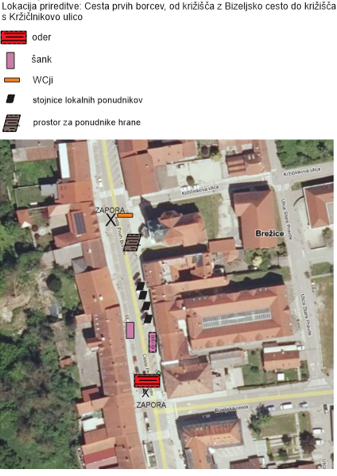 Lokacija prireditve: Cesta prvih borcev, od križišča z Bizeljsko cesto do križišča
s Kržičnikovo ulico
oder
šank
WCji
stojnice lokalnih ponudnikov
prostor za ponudnike hrane
ZAPORA
Brežice
ZAPORA